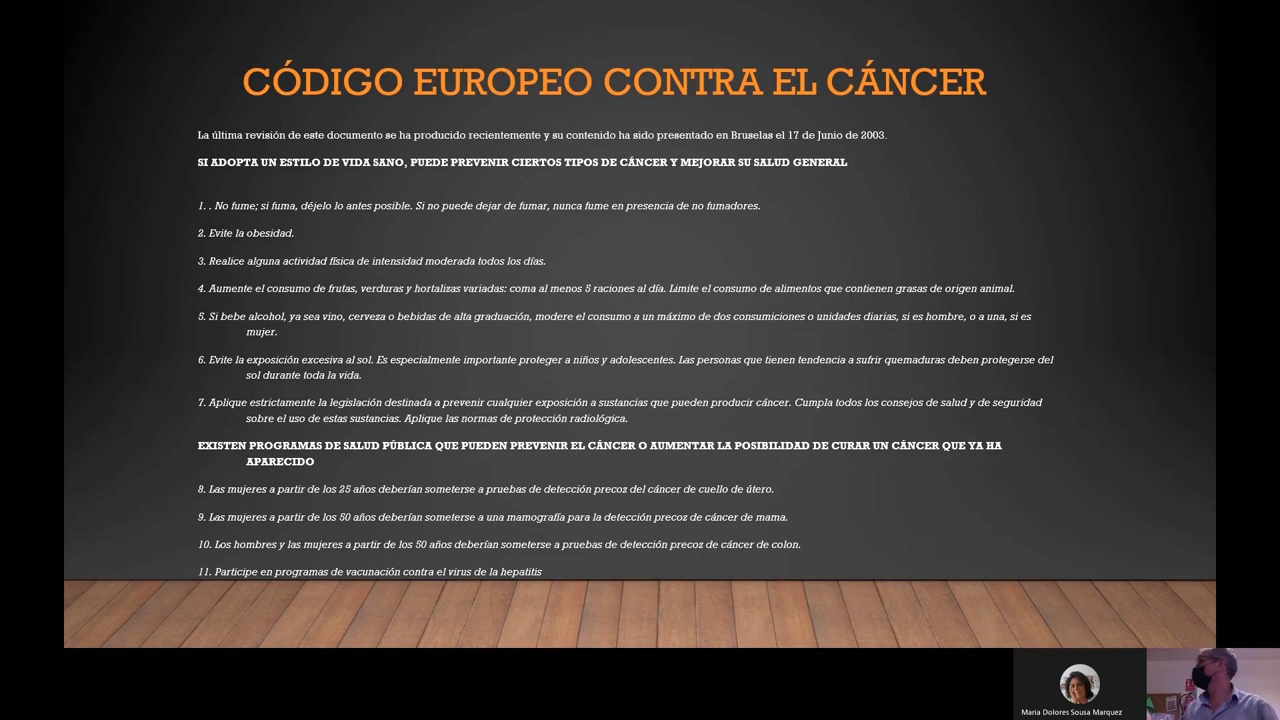 CÓDIGO EUROPEO CONTRA EL CÁNCER
La última revisión de este documento se ha producido recientemente y su contenido ha sido presentado en Bruselas el 17 de Junio de 2003.
SI ADOPTA UN ESTILO DE VIDA SANO, PUEDE PREVENIR CIERTOS TIPOS DE CÁNCER Y MEJORAR SU SALUD GENERAL
1. . No fume; si fuma, déjelo lo antes posible. Si no puede dejar de fumar, nunca fume en presencia de no fumadores.
2. Evite la obesidad.
3. Realice alguna actividad física de intensidad moderada todos los días.
4. Aumente el consumo de frutas, verduras y hortalizas variadas: coma al menos 5 raciones al día. Limite el consumo de alimentos que contienen grasas de origen animal.
5. Si bebe alcohol, ya sea vino, cerveza o bebidas de alta graduación, modere el consumo a un máximo de dos consumiciones o unidades diarias, si es hombre, o a una, si es
mujer.
6. Evite la exposición excesiva al sol. Es especialmente importante proteger a niños y adolescentes. Las personas que tienen tendencia a sufrir quemaduras deben protegerse del
sol durante toda la vida.
7. Aplique estrictamente la legislación destinada a prevenir cualquier exposición a sustancias que pueden producir cáncer. Cumpla todos los consejos de salud y de seguridad
sobre el uso de estas sustancias. Aplique las normas de protección radiológica.
EXISTEN PROGRAMAS DE SALUD PÚBLICA QUE PUEDEN PREVENIR EL CÁNCER O AUMENTAR LA POSIBILIDAD DE CURAR UN CÁNCER QUE YA HA
APARECIDO
8. Las mujeres a partir de los 25 años deberían someterse a pruebas de detección precoz del cáncer de cuello de útero.
9. Las mujeres a partir de los 50 años deberían someterse a una mamografía para la detección precoz de cáncer de mama.
10. Los hombres y las mujeres a partir de los 50 años deberían someterse a pruebas de detección precoz de cáncer de colon.
11. Participe en programas de vacunación contra el virus de la hepatitis
Maria Dolores Sousa Marquez